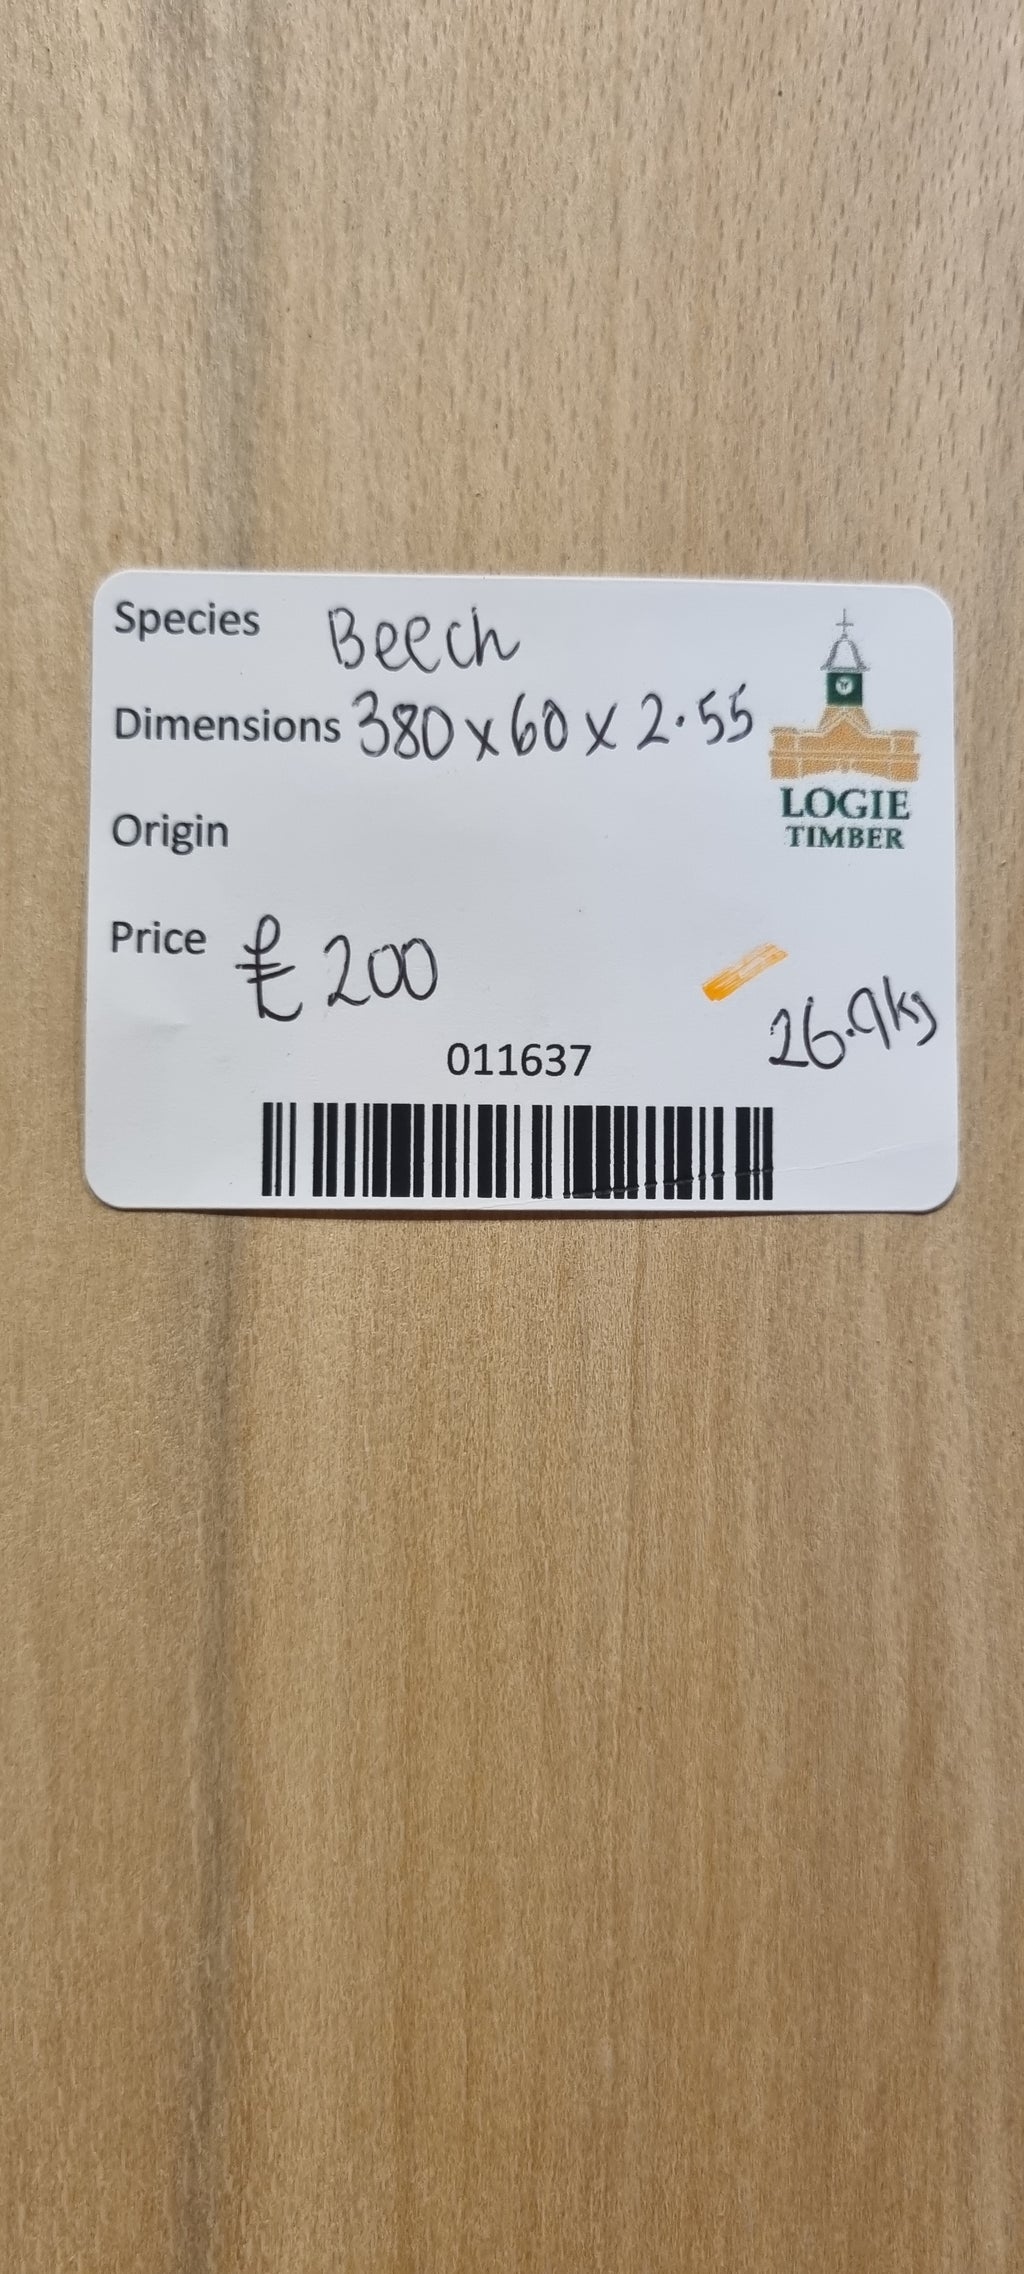 Species Beech
Dimensions 380 x 60 x 2.55
LOGIE
TIMBER
Origin
Price £ 200
26.9kg
011637